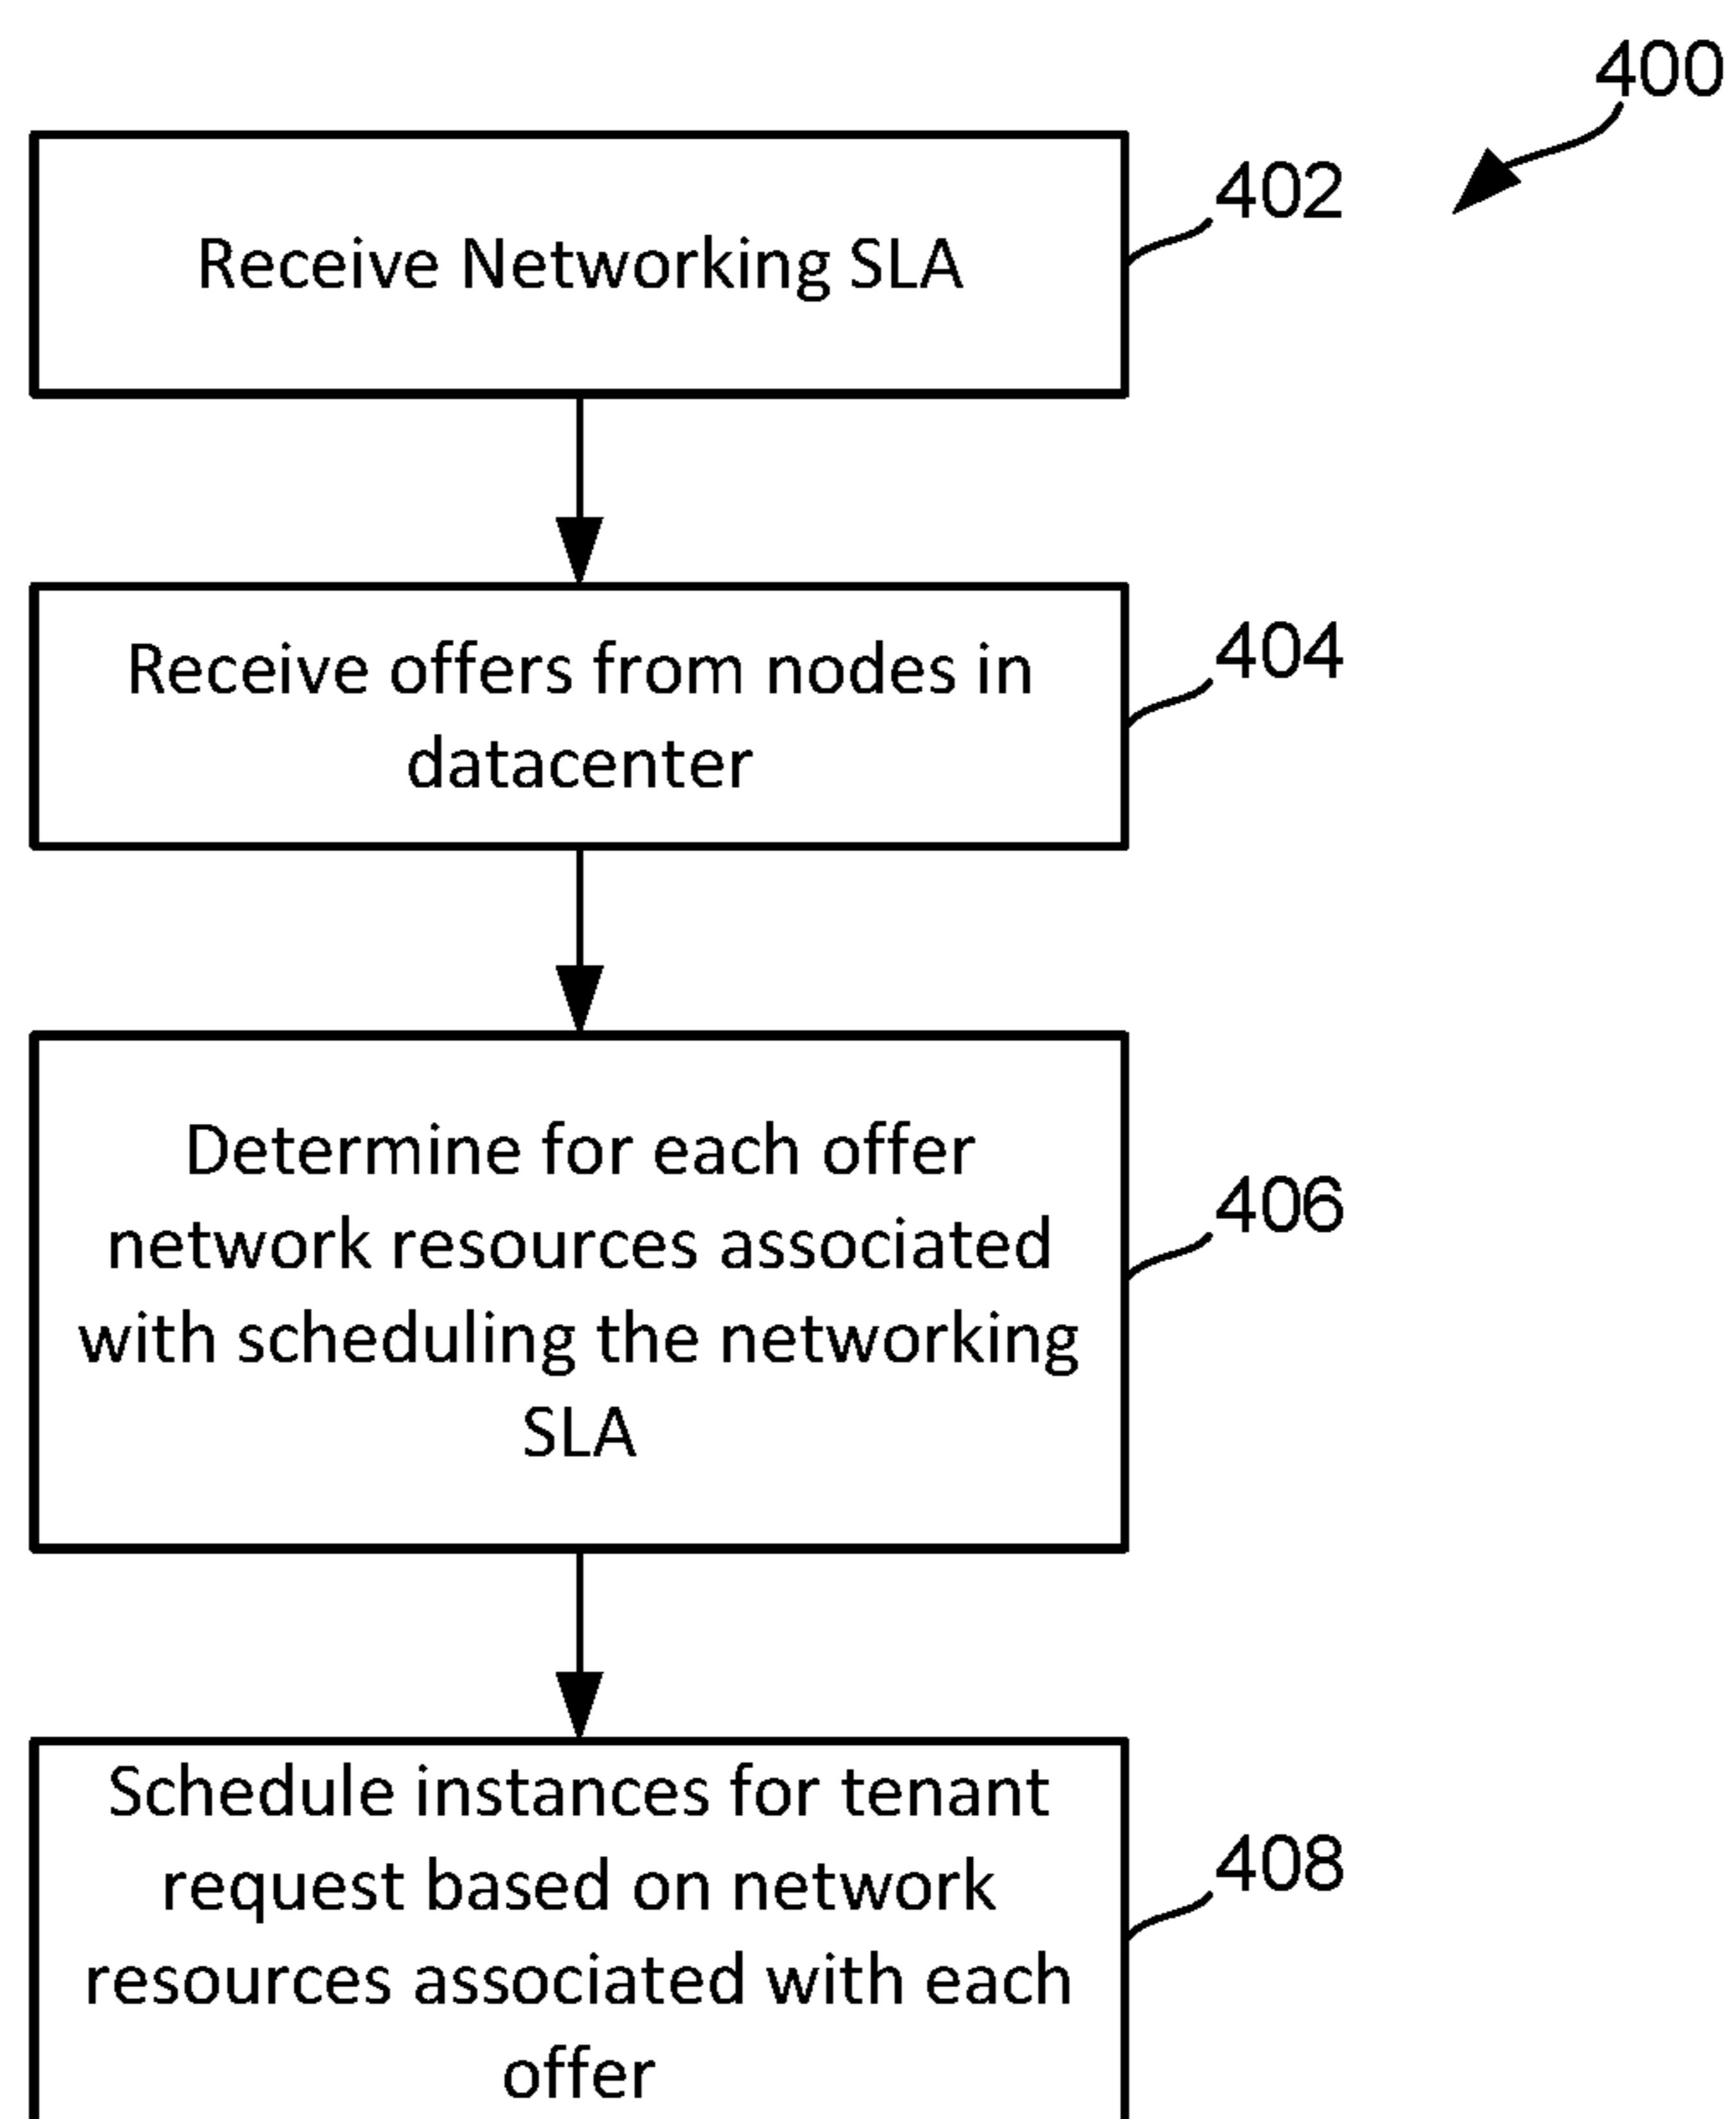 400
402
Receive Networking SLA
404
Receive offers from nodes in
datacenter
406
Determine for each offer
network resources associated
with scheduling the networking
SLA
408
Schedule instances for tenant
request based on network
resources associated with each
offer